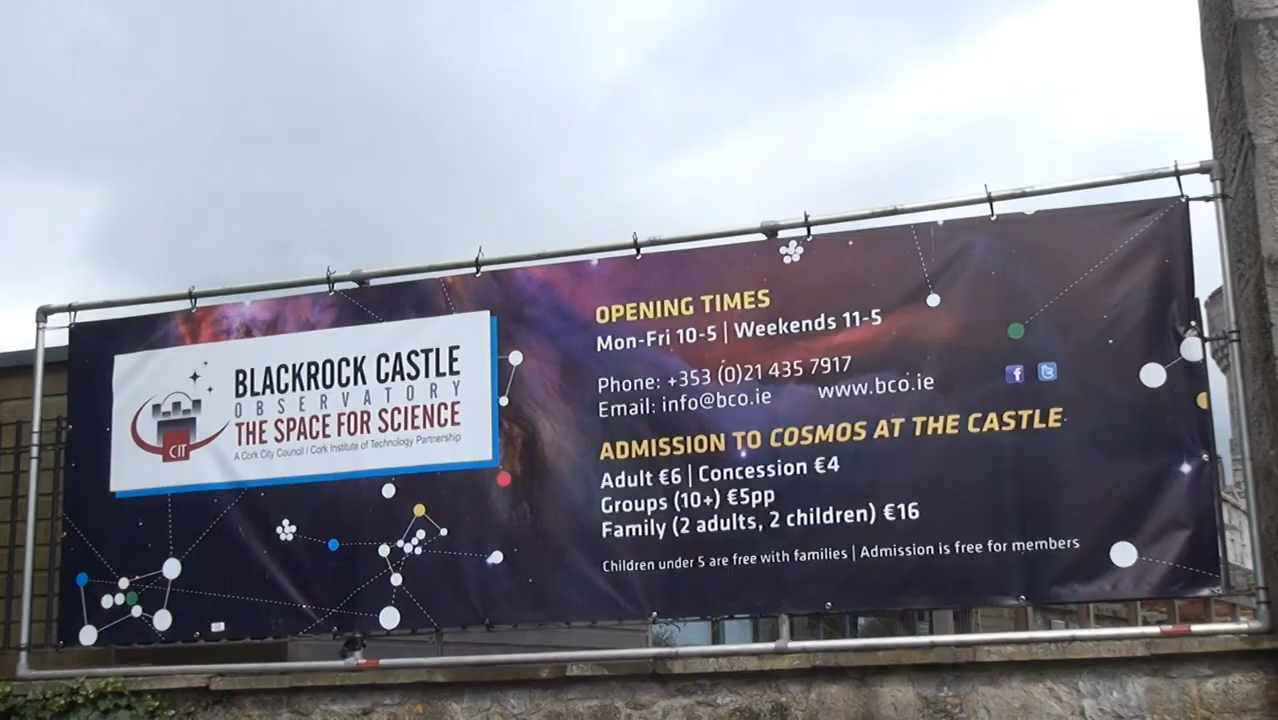 BLACKROCK CASTLE
OBSERVATORY
THE SPACE FOR SCIENCE
A Cork City Council / Cork Institute of Technology Partnership
CIT
OPENING TIMES
Mon-Fri 10-5 | Weekends 11-5
Phone: +353 (0)21 435 7917
Email: info@bco.ie www.bco.ie
ADMISSION TO COSMOS AT THE CASTLE
Adult €6 | Concession €4
Groups (10+) €5pp
Family (2 adults, 2 children) €16
Children under 5 are free with families | Admission is free for members